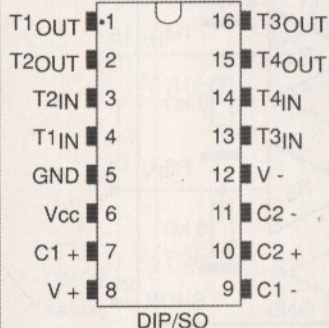 T1OUT 1 16 T3OUT
T2OUT 2 15 T4OUT
T2IN 3 14 T4IN
T1IN 4 13 T3IN
GND 5 12 V -
Vcc 6 11 C2 -
C1 + 7 10 C2 +
V + 8 9 C1 -
DIP/SO